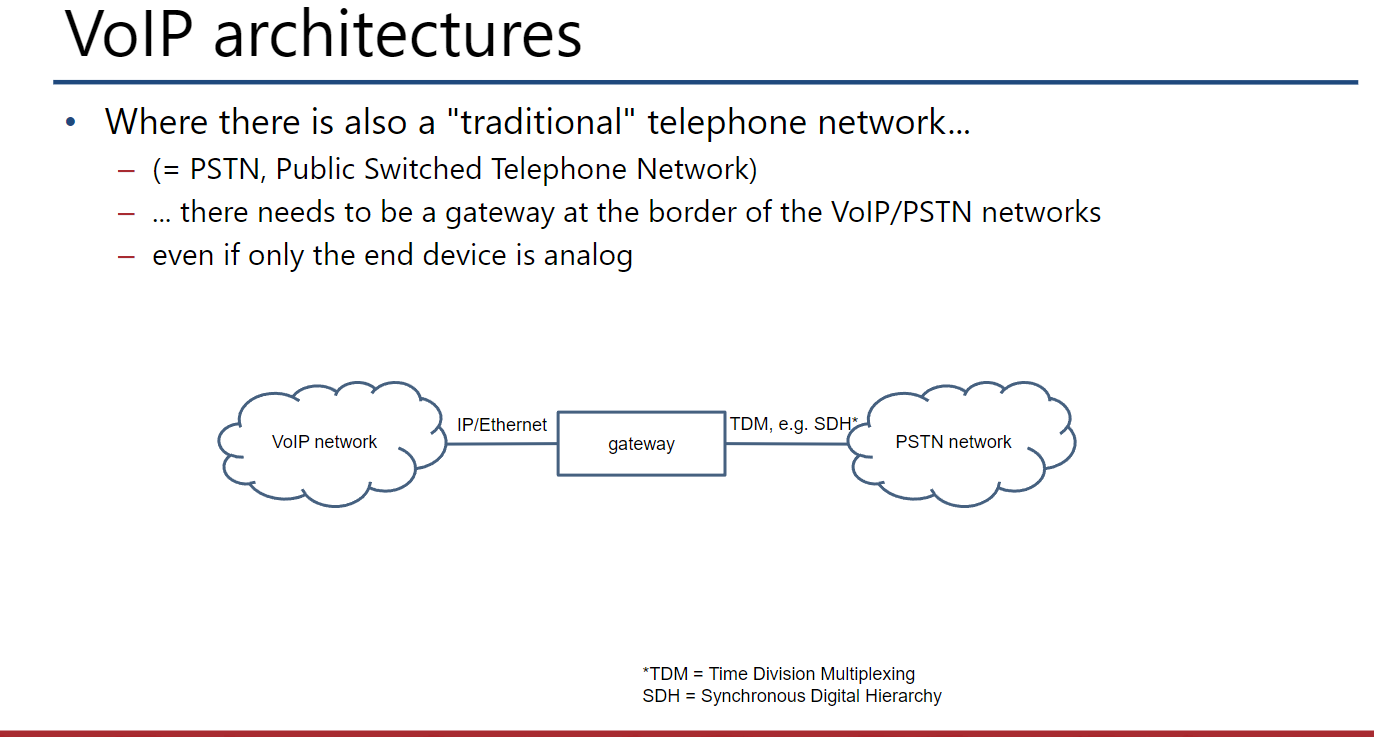 VoIP architectures
• Where there is also a "traditional" telephone network...
– (= PSTN, Public Switched Telephone Network)
– ... there needs to be a gateway at the border of the VoIP/PSTN networks
– even if only the end device is analog
VoIP network
IP/Ethernet
gateway
TDM, e.g. SDH*
PSTN network
*TDM = Time Division Multiplexing
SDH = Synchronous Digital Hierarchy